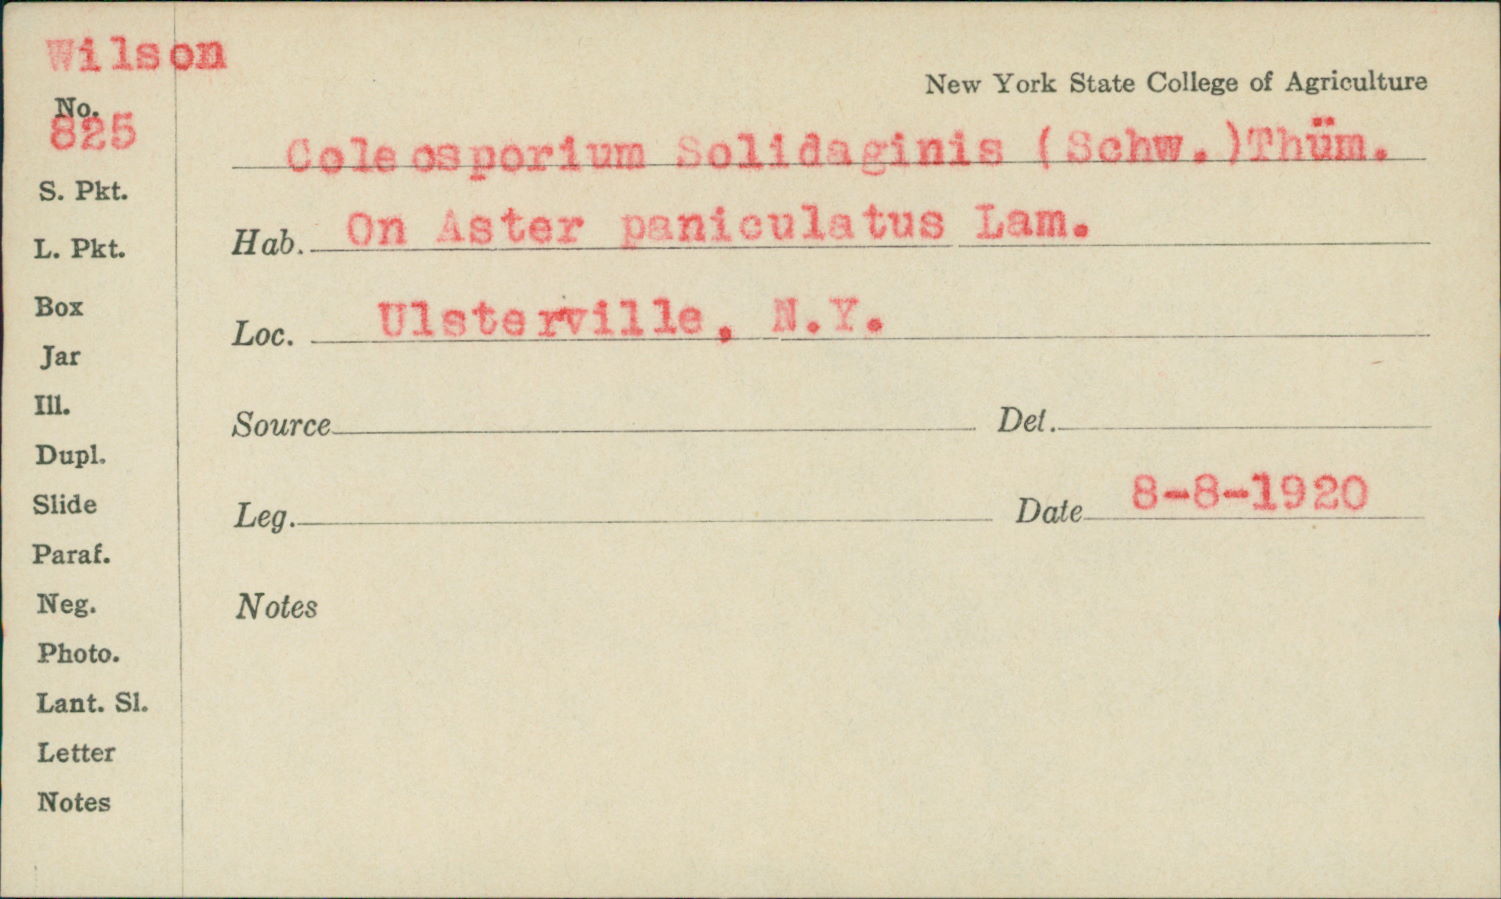 Wilson
New York State College of Agriculture
No.
825
Coleosporium Solidaginis (Schw.)Thüm.
S. Pkt.
Hab. On Aster paniculatus Lam.
L. Pkt.
Box
Loc. Ulsterville, N.Y.
Jar
Ill.
Source Det.
Dupl.
Slide
Leg. Date 8-8-1920
Paraf.
Neg.
Notes
Photo.
Lant. Sl.
Letter
Notes